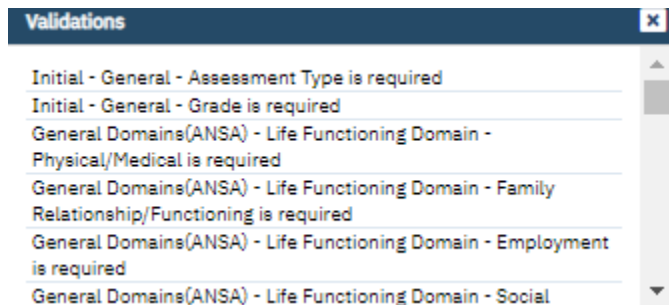 Validations
Initial - General - Assessment Type is required
Initial - General - Grade is required
General Domains(ANSA) - Life Functioning Domain -
Physical/Medical is required
General Domains(ANSA) - Life Functioning Domain - Family
Relationship/Functioning is required
General Domains(ANSA) - Life Functioning Domain - Employment
is required
General Domains(ANSA) - Life Functioning Domain - Social